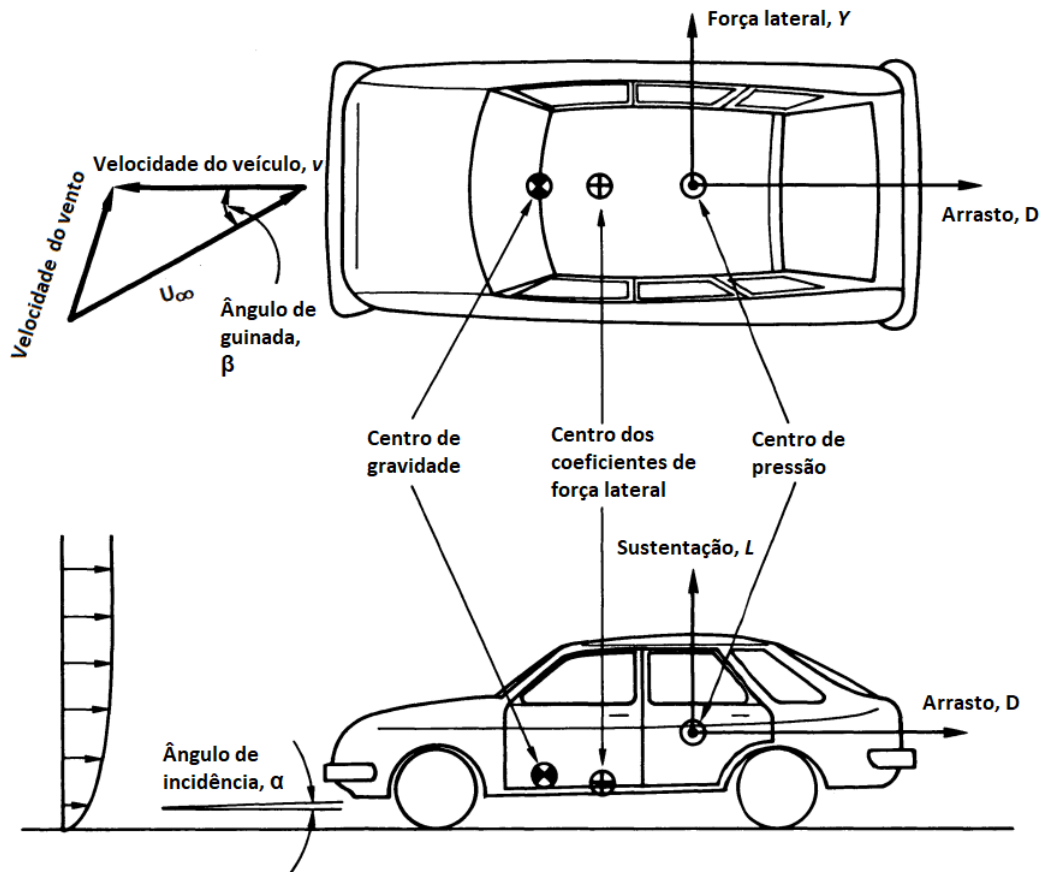 Força lateral, Y
Velocidade do veículo, v
Velocidade do vento
U∞
Ângulo de
guinada,
β
Arrasto, D
Centro de
gravidade
Centro dos
coeficientes de
força lateral
Centro de
pressão
Sustentação, L
Arrasto, D
Ângulo de
incidência, α